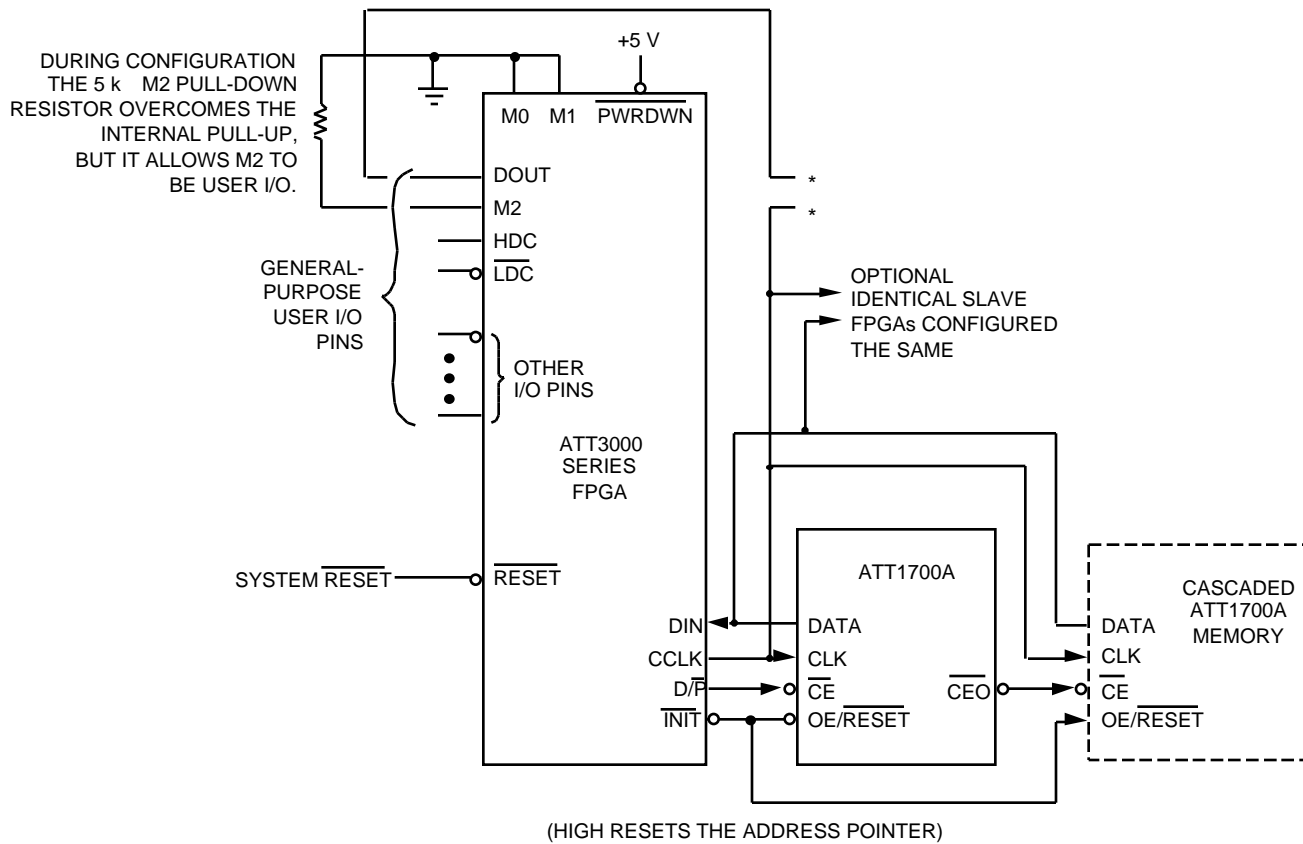 +5 V
DURING CONFIGURATION
THE 5 k M2 PULL-DOWN
RESISTOR OVERCOMES THE
INTERNAL PULL-UP,
BUT IT ALLOWS M2 TO
BE USER I/O.
M0 M1 PWRDWN
DOUT
M2
HDC
LDC
*
*
GENERAL-
PURPOSE
USER I/O
PINS
OTHER
I/O PINS
OPTIONAL
IDENTICAL SLAVE
FPGAs CONFIGURED
THE SAME
ATT3000
SERIES
FPGA
SYSTEM RESET
RESET
DIN
CCLK
D/P
INIT
ATT1700A
DATA
CLK
CE
OE/RESET
CEO
CASCADED
ATT1700A
MEMORY
DATA
CLK
CE
OE/RESET
(HIGH RESETS THE ADDRESS POINTER)